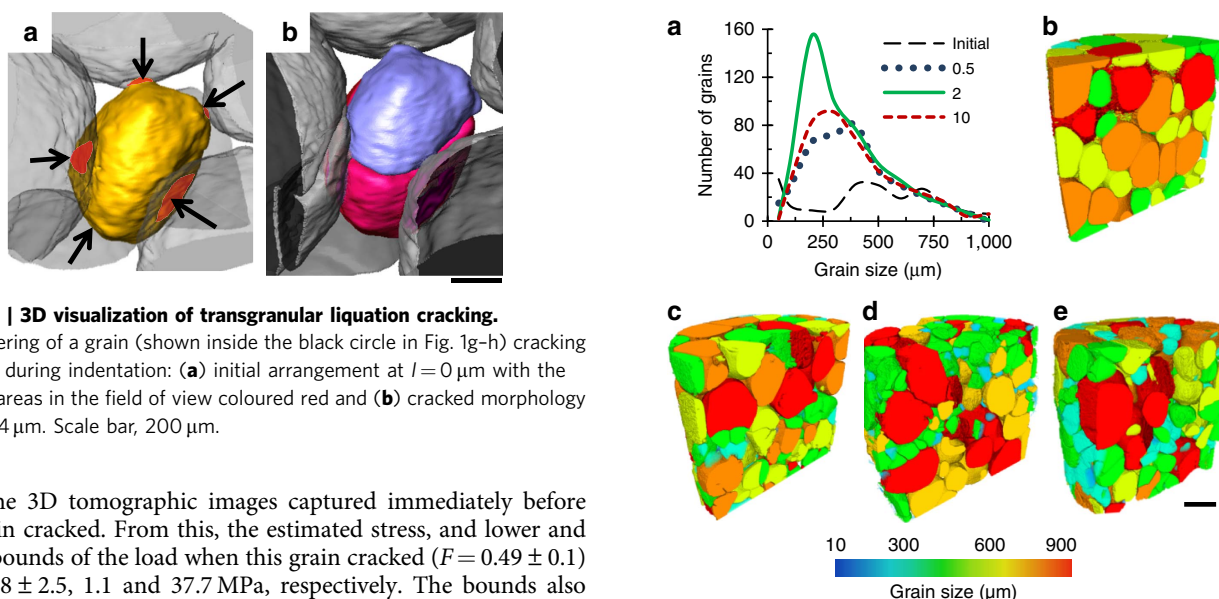 a
b
| 3D visualization of transgranular liquation cracking.
ering of a grain (shown inside the black circle in Fig. 1g–h) cracking
during indentation: (a) initial arrangement at l = 0 μm with the
areas in the field of view coloured red and (b) cracked morphology
4 μm. Scale bar, 200 μm.
ne 3D tomographic images captured immediately before
in cracked. From this, the estimated stress, and lower and
bounds of the load when this grain cracked (F = 0.49 ± 0.1)
8 ± 2.5, 1.1 and 37.7 MPa, respectively. The bounds also
a
Number of grains
160
120
80
40
0
0
250
500
750
1,000
Grain size (μm)
Initial
0.5
2
10
b
c
d
e
10 300 600 900
Grain size (μm)